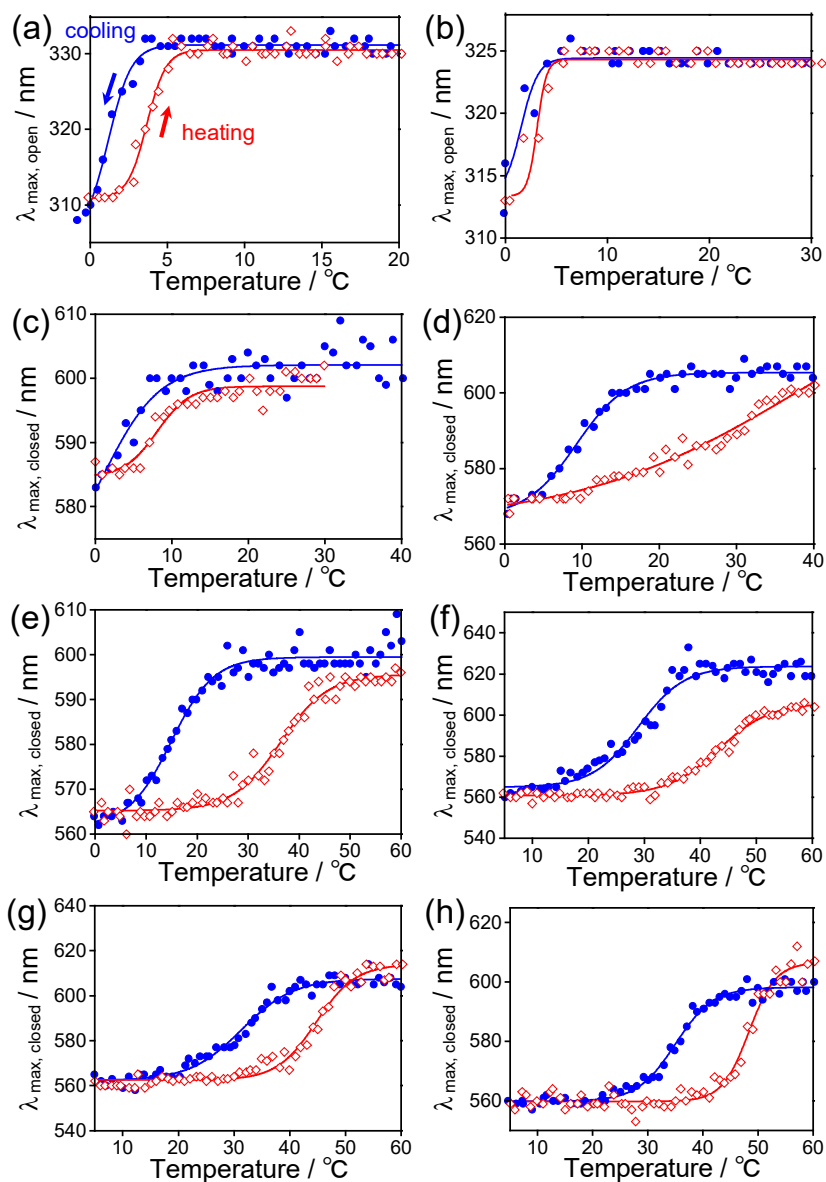 (a)
cooling
heating
330
320
310
λ max, open / nm
0 5 10 15 20
Temperature / °C
(b)
325
322
319
316
313
310
λ max, open / nm
0 10 20 30
Temperature / °C
(c)
610
600
590
580
λ max, closed / nm
0 10 20 30 40
Temperature / °C
(d)
620
600
580
560
λ max, closed / nm
0 10 20 30 40
Temperature / °C
(e)
610
600
590
580
570
560
λ max, closed / nm
0 10 20 30 40 50 60
Temperature / °C
(f)
640
620
600
580
560
540
λ max, closed / nm
10 20 30 40 50 60
Temperature / °C
(g)
640
620
600
580
560
540
λ max, closed / nm
10 20 30 40 50 60
Temperature / °C
(h)
620
600
580
560
λ max, closed / nm
10 20 30 40 50 60
Temperature / °C